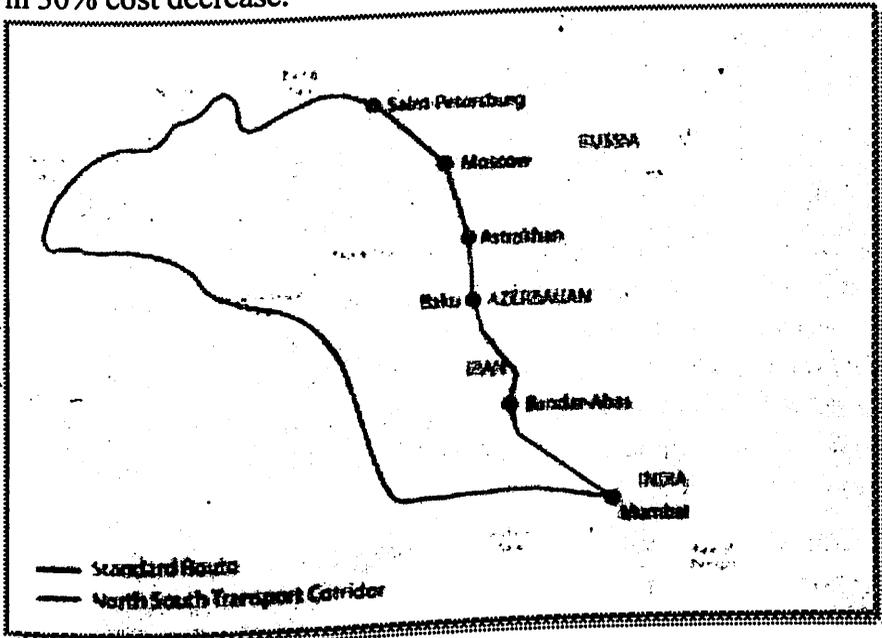 in 30% cost decrease.
Saint Petersburg
RUSSIA
Moscow
Astrakhan
Baku AZERBAIJAN
IRAN
Bandar Abas
INDIA
Mumbai
Standard Route
North South Transport Corridor